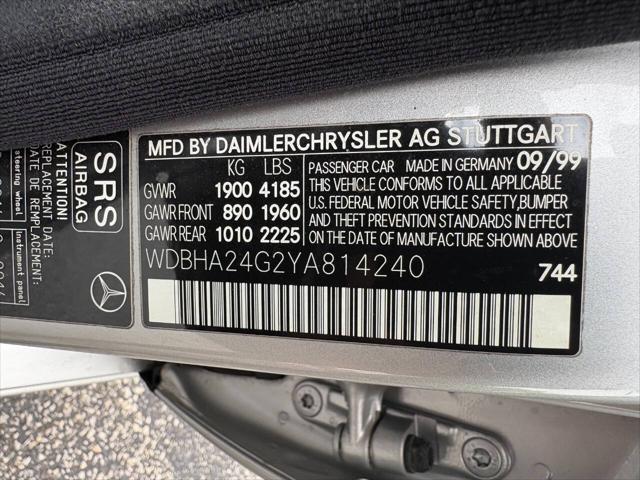 MFD BY DAIMLERCHRYSLER AG STUTTGART
KG LBS
GVWR 1900 4185
GAWR FRONT 890 1960
GAWR REAR 1010 2225
PASSENGER CAR MADE IN GERMANY 09/99
THIS VEHICLE CONFORMS TO ALL APPLICABLE
U.S. FEDERAL MOTOR VEHICLE SAFETY,BUMPER
AND THEFT PREVENTION STANDARDS IN EFFECT
ON THE DATE OF MANUFACTURE SHOWN ABOVE
WDBHA24G2YA814240
744
SRS
AIRBAG
ATTENTION!
REPLACEMENT DATE:
DATE DE REMPLACEMENT:
steering wheel